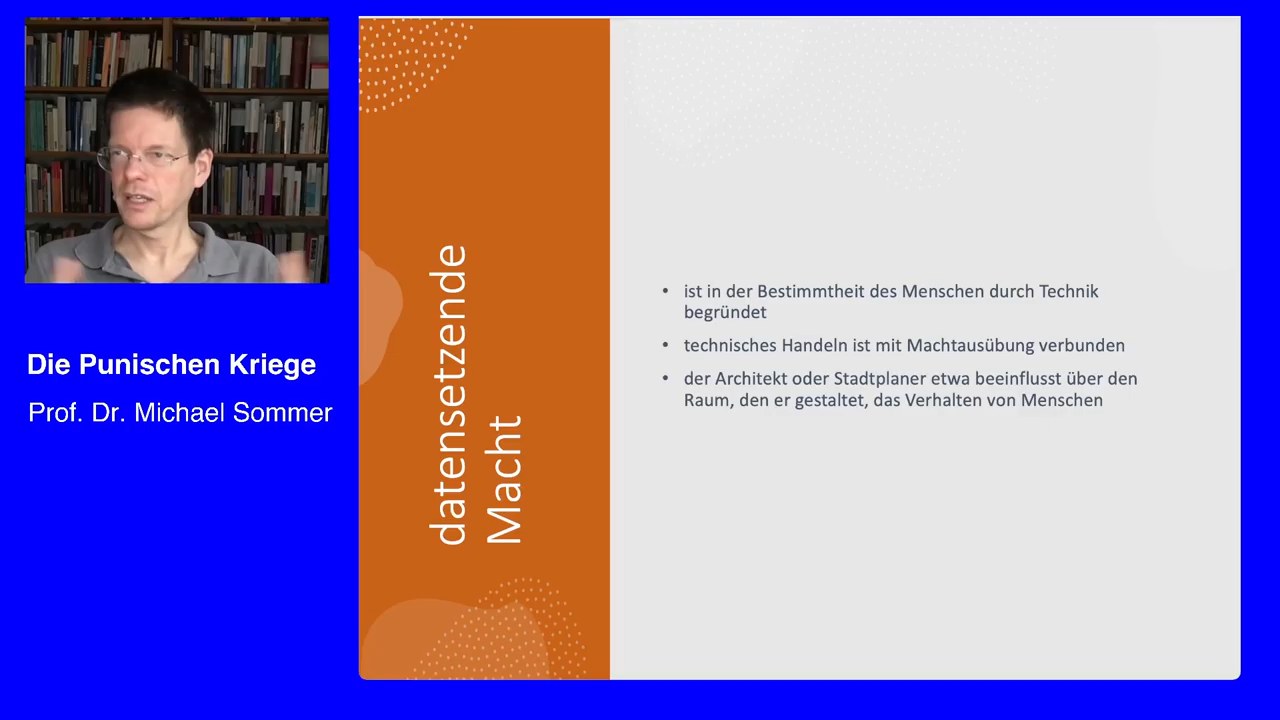 Die Punischen Kriege
Prof. Dr. Michael Sommer
datensetzende
Macht
• ist in der Bestimmtheit des Menschen durch Technik
begründet
• technisches Handeln ist mit Machtausübung verbunden
• der Architekt oder Stadtplaner etwa beeinflusst über den
Raum, den er gestaltet, das Verhalten von Menschen